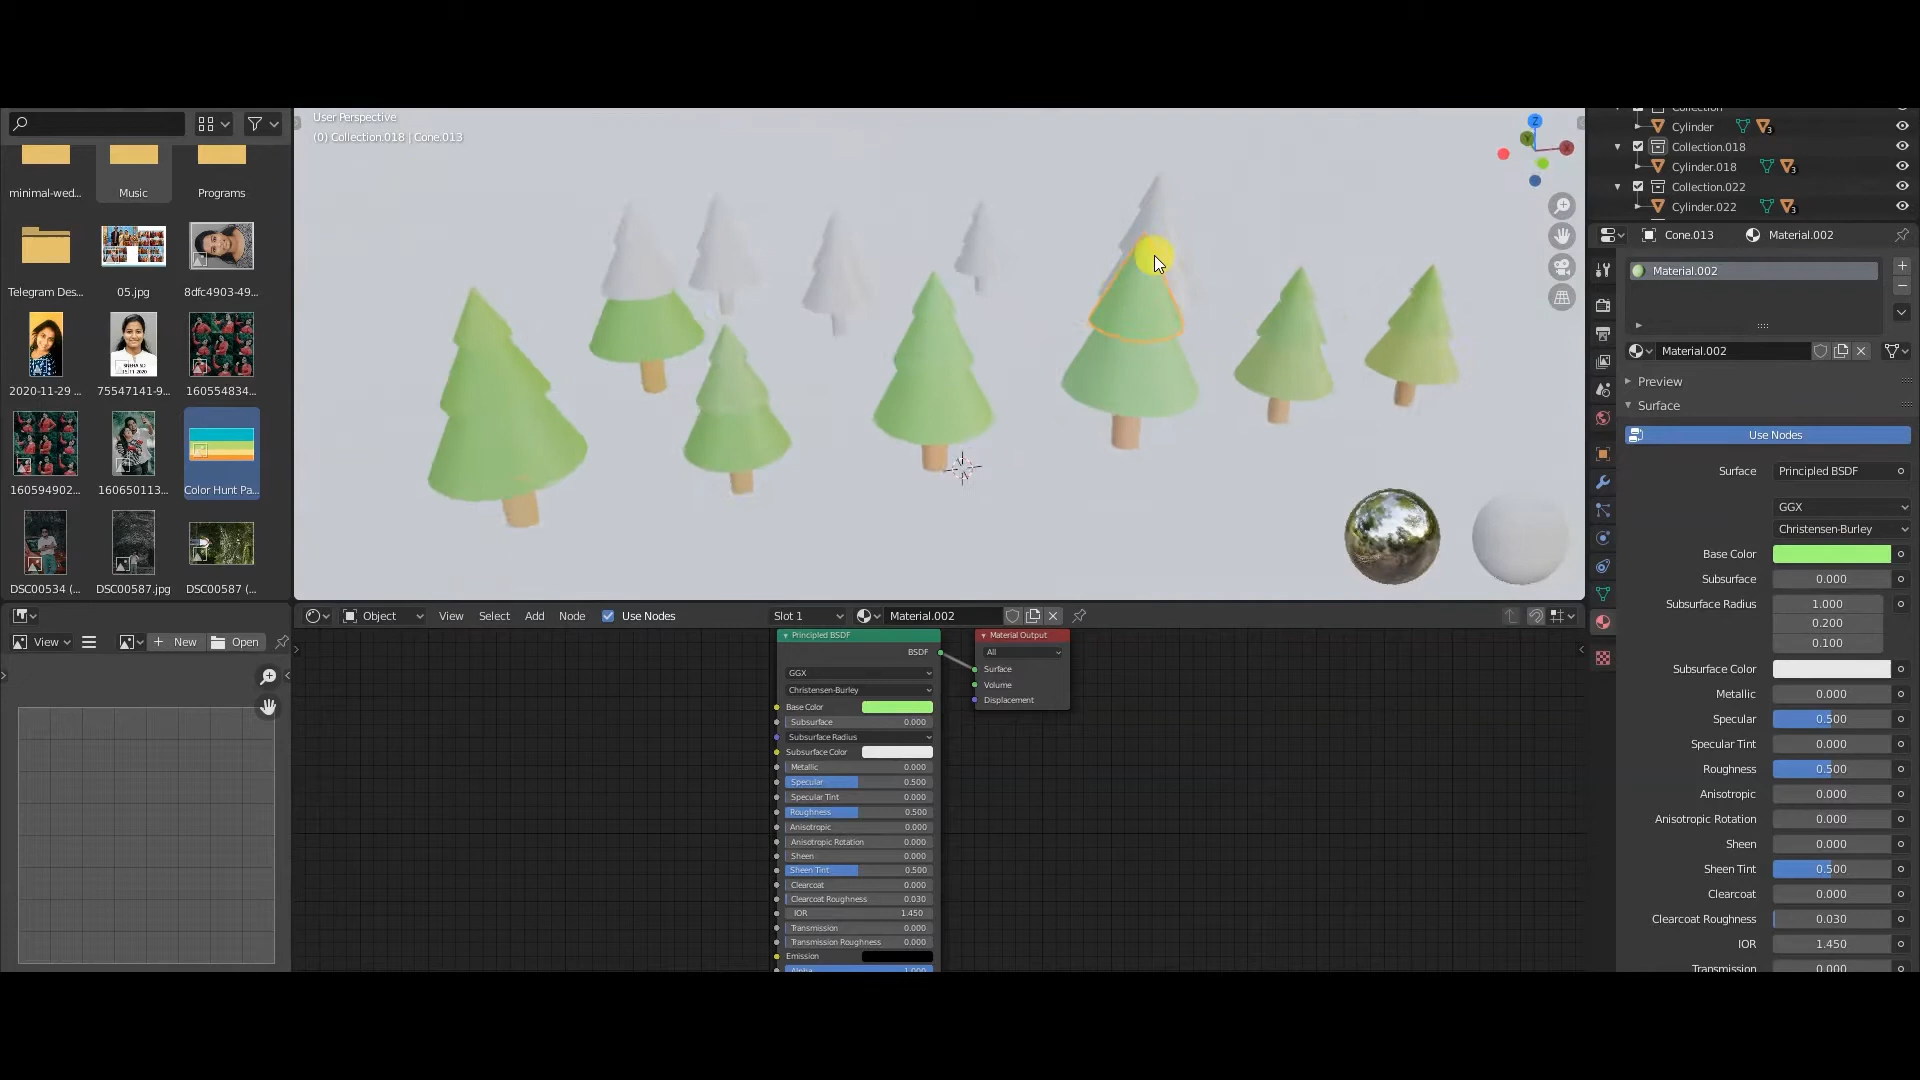 minimal-wed...
Music
Programs
Telegram Des...
05.jpg
8dfc4903-49...
2020-11-29 ...
75547141-9...
160554834...
160594902...
160650113...
Color Hunt Pa...
DSC00534 (...
DSC00587.jpg
DSC00587 (...
View
New
Open
User Perspective
(0) Collection.018 | Cone.013
Z
X
Object
View
Select
Add
Node
Use Nodes
Slot 1
Material.002
Principled BSDF
BSDF
GGX
Christensen-Burley
Base Color
Subsurface 0.000
Subsurface Radius
Subsurface Color
Metallic 0.000
Specular 0.500
Specular Tint 0.000
Roughness 0.500
Anisotropic 0.000
Anisotropic Rotation 0.000
Sheen 0.000
Sheen Tint 0.500
Clearcoat 0.000
Clearcoat Roughness 0.030
IOR 1.450
Transmission 0.000
Transmission Roughness 0.000
Emission
Alpha 1.000
Material Output
All
Surface
Volume
Displacement
Collection
Cylinder 3
Collection.018
Cylinder.018 3
Collection.022
Cylinder.022 3
Cone.013
Material.002
Material.002
Material.002
Preview
Surface
Use Nodes
Surface Principled BSDF
GGX
Christensen-Burley
Base Color
Subsurface 0.000
Subsurface Radius 1.000
0.200
0.100
Subsurface Color
Metallic 0.000
Specular 0.500
Specular Tint 0.000
Roughness 0.500
Anisotropic 0.000
Anisotropic Rotation 0.000
Sheen 0.000
Sheen Tint 0.500
Clearcoat 0.000
Clearcoat Roughness 0.030
IOR 1.450
Transmission 0.000